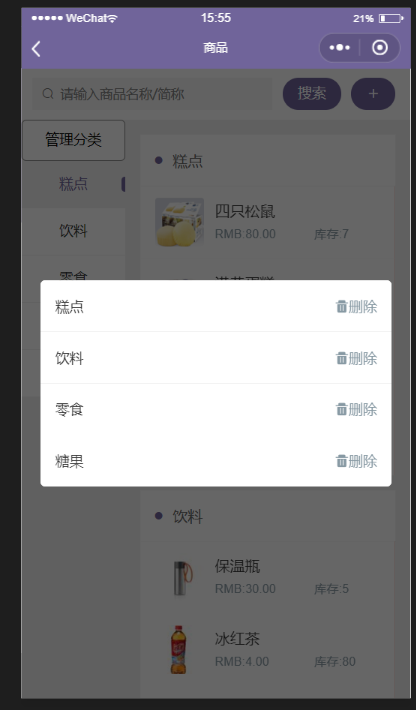 WeChat 15:55 21%
商品
请输入商品名称/简称 搜索 +
管理分类
糕点
饮料
零食
糕点
四只松鼠
RMB:80.00 库存:7
糕点 删除
饮料 删除
零食 删除
糖果 删除
饮料
保温瓶
RMB:30.00 库存:5
冰红茶
RMB:4.00 库存:80